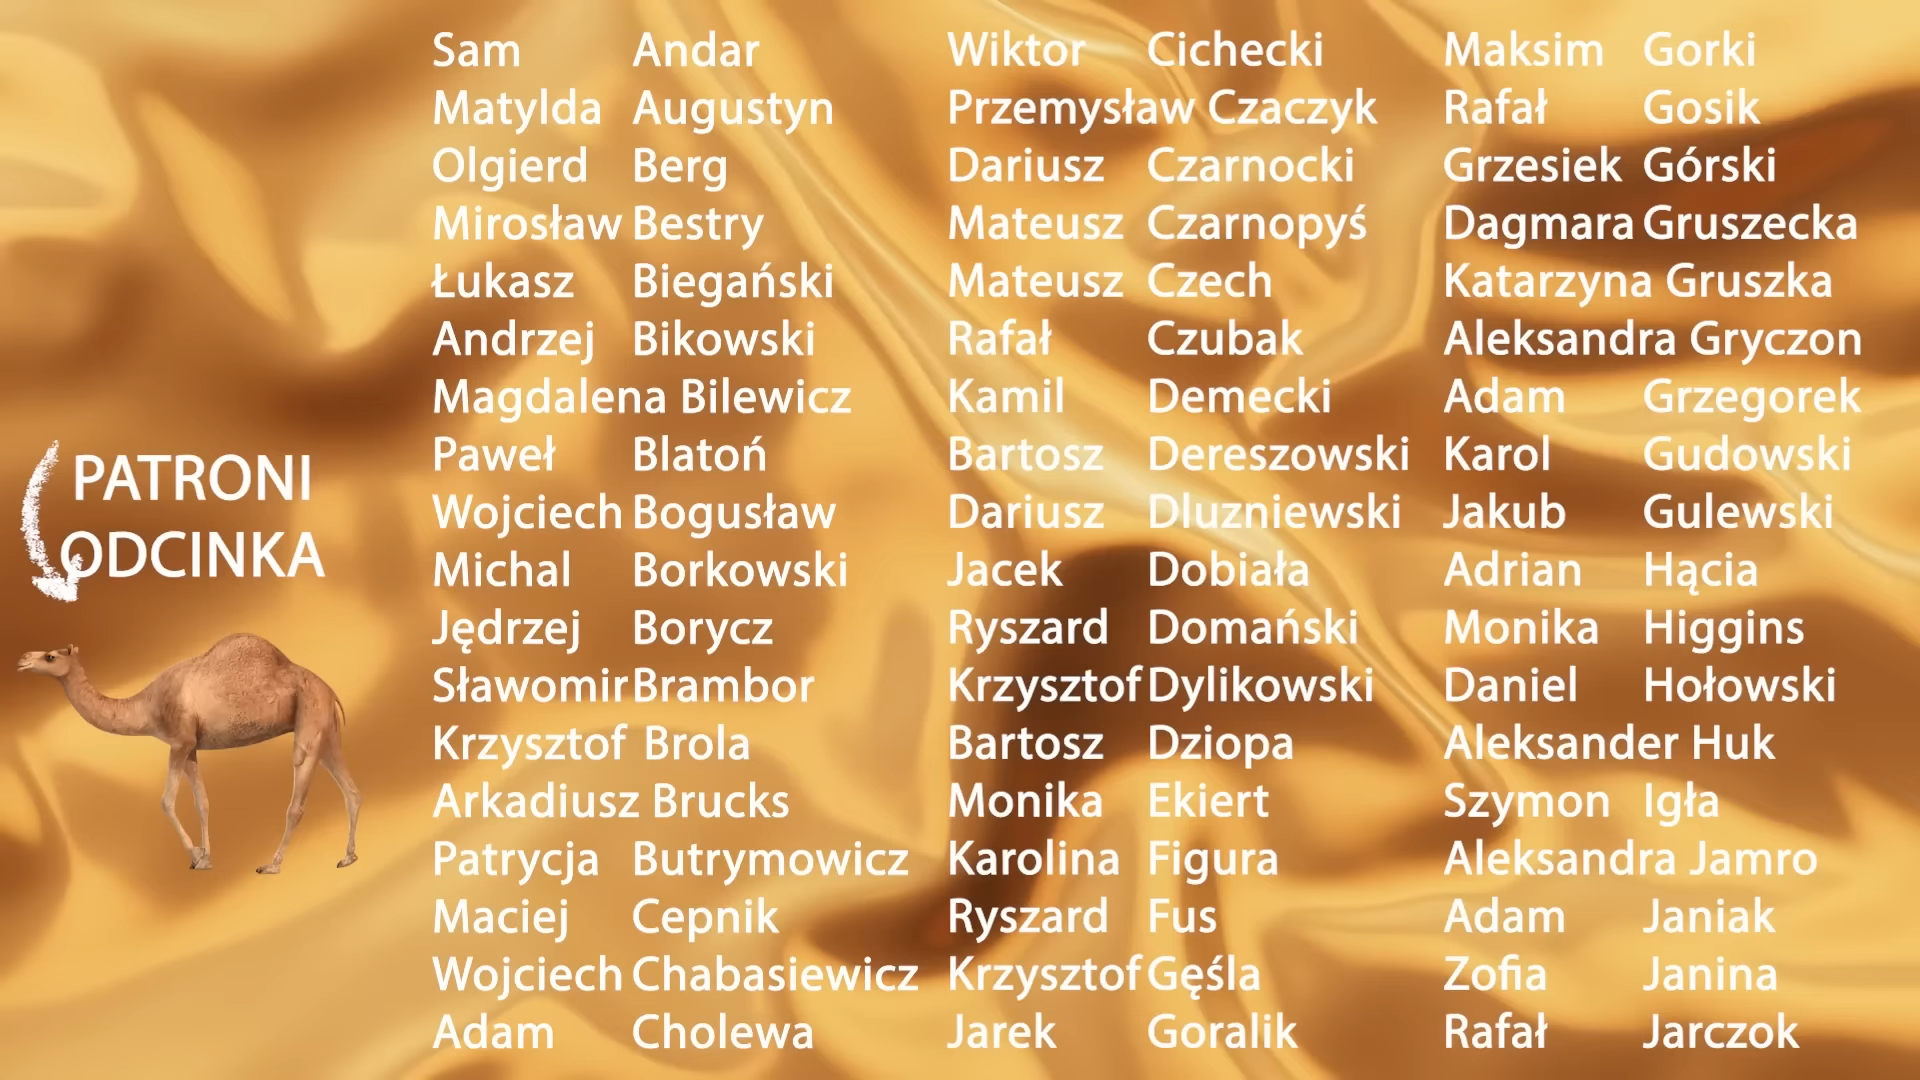 PATRONI
ODCINKA
Sam Andar
Matylda Augustyn
Olgierd Berg
Mirosław Bestry
Łukasz Biegański
Andrzej Bikowski
Magdalena Bilewicz
Paweł Blatoń
Wojciech Bogusław
Michal Borkowski
Jędrzej Borycz
Sławomir Brambor
Krzysztof Brola
Arkadiusz Brucks
Patrycja Butrymowicz
Maciej Cepnik
Wojciech Chabasiewicz
Adam Cholewa
Wiktor Cichecki
Przemysław Czaczyk
Dariusz Czarnocki
Mateusz Czarnopyś
Mateusz Czech
Rafał Czubak
Kamil Demecki
Bartosz Dereszowski
Dariusz Dluzniewski
Jacek Dobiała
Ryszard Domański
Krzysztof Dylikowski
Bartosz Dziopa
Monika Ekiert
Karolina Figura
Ryszard Fus
Krzysztof Gęśla
Jarek Goralik
Maksim Gorki
Rafał Gosik
Grzesiek Górski
Dagmara Gruszecka
Katarzyna Gruszka
Aleksandra Gryczon
Adam Grzegorek
Karol Gudowski
Jakub Gulewski
Adrian Hącia
Monika Higgins
Daniel Hołowski
Aleksander Huk
Szymon Igła
Aleksandra Jamro
Adam Janiak
Zofia Janina
Rafał Jarczok